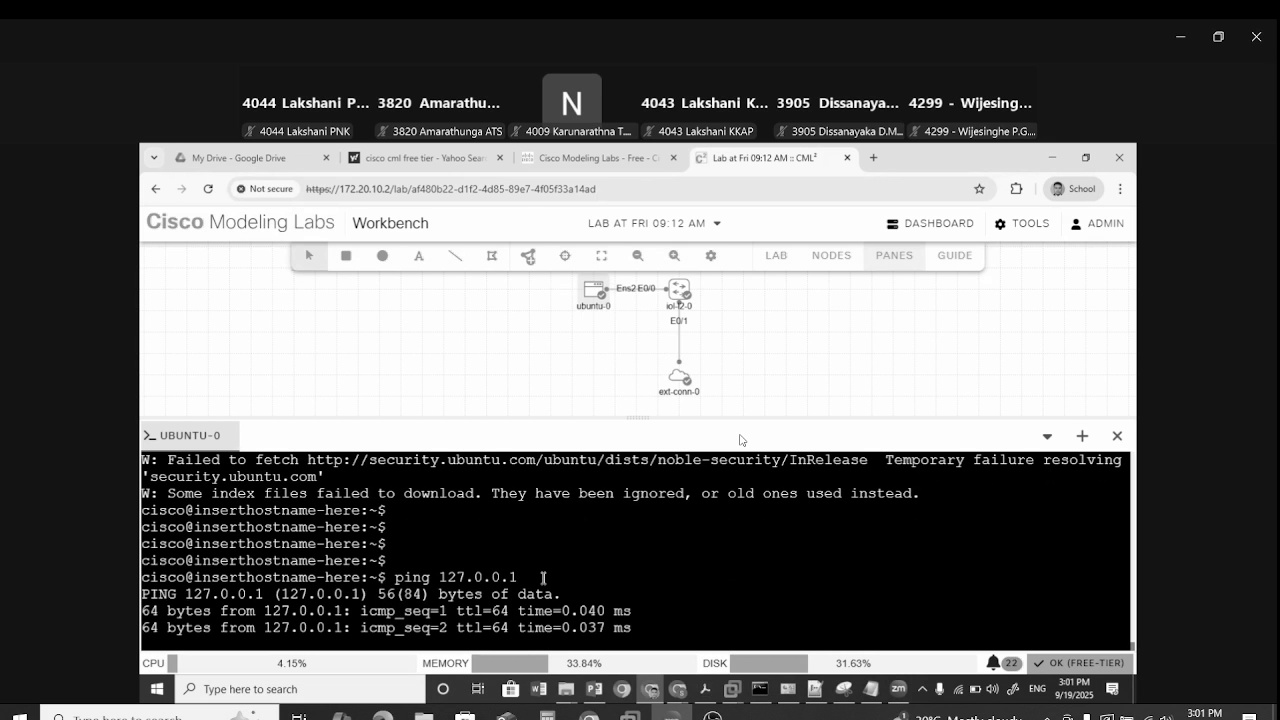 4044 Lakshani P... 3820 Amarathu... N 4043 Lakshani K... 3905 Dissanaya... 4299 - Wijesing...
4044 Lakshani PNK 3820 Amarathunga ATS 4009 Karunarathna T... 4043 Lakshani KKAP 3905 Dissanayaka D.M... 4299 - Wijesinghe P.G....
My Drive - Google Drive cisco cml free tier - Yahoo Sear Cisco Modeling Labs - Free - C Lab at Fri 09:12 AM :: CML²
Not secure https://172.20.10.2/lab/af480b22-d1f2-4d85-89e7-4f05f33a14ad School
Cisco Modeling Labs Workbench LAB AT FRI 09:12 AM DASHBOARD TOOLS ADMIN
A LAB NODES PANES GUIDE
Ens2 E0/0
ubuntu-0 iol-l2-0
E0/1
ext-conn-0
UBUNTU-0
W: Failed to fetch http://security.ubuntu.com/ubuntu/dists/noble-security/InRelease Temporary failure resolving
'security.ubuntu.com'
W: Some index files failed to download. They have been ignored, or old ones used instead.
cisco@inserthostname-here:~$
cisco@inserthostname-here:~$
cisco@inserthostname-here:~$
cisco@inserthostname-here:~$
cisco@inserthostname-here:~$ ping 127.0.0.1
PING 127.0.0.1 (127.0.0.1) 56(84) bytes of data.
64 bytes from 127.0.0.1: icmp_seq=1 ttl=64 time=0.040 ms
64 bytes from 127.0.0.1: icmp_seq=2 ttl=64 time=0.037 ms
CPU 4.15% MEMORY 33.84% DISK 31.63% 22 OK (FREE-TIER)
Type here to search zm ENG 3:01 PM
9/19/2025
Type here to search Mostly cloudy 3:01 PM